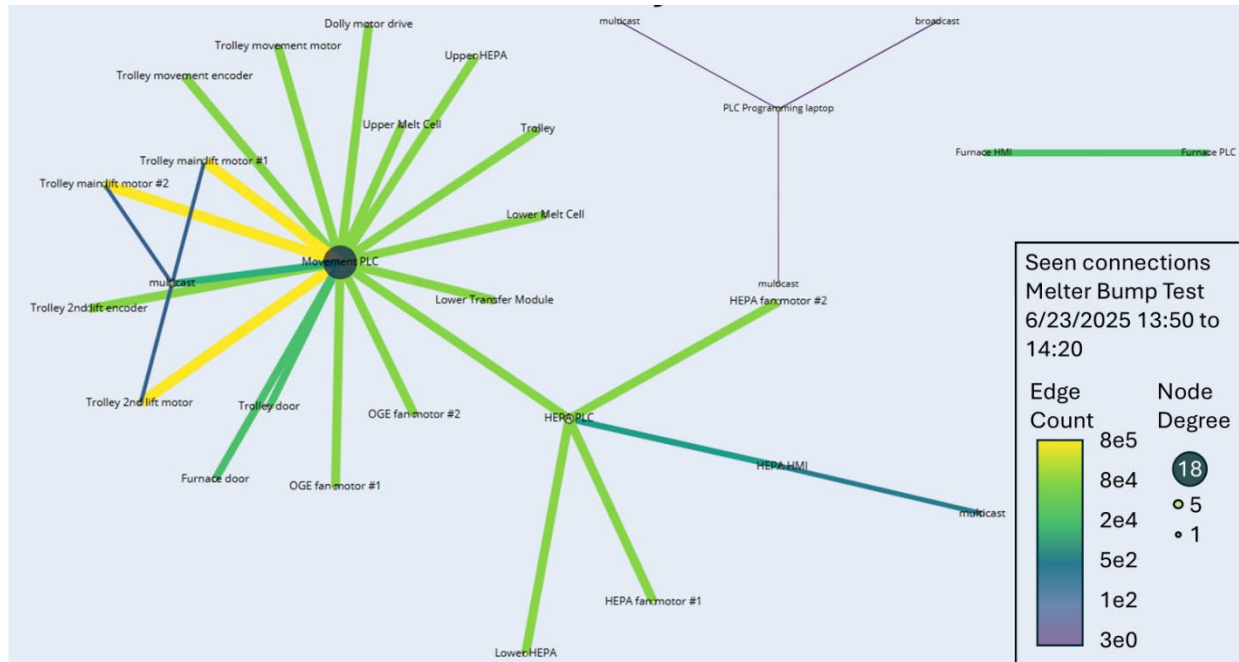 Dolly motor drive
multicast
broadcast
Trolley movement motor
Upper HEPA
Trolley movement encoder
PLC Programming laptop
Upper Melt Cell
Trolley
Trolley main lift motor #1
Furnace HMI
Furnace PLC
Trolley main lift motor #2
Lower Melt Cell
Movement PLC
multicast
multicast
Lower Transfer Module
HEPA fan motor #2
Trolley 2nd lift encoder
Trolley 2nd lift motor
Trolley door
OGE fan motor #2
HEPA PLC
HEPA HMI
Furnace door
OGE fan motor #1
multicast
HEPA fan motor #1
Lower HEPA
Seen connections
Melter Bump Test
6/23/2025 13:50 to
14:20
Edge
Count
8e5
8e4
2e4
5e2
1e2
3e0
Node
Degree
18
5
1